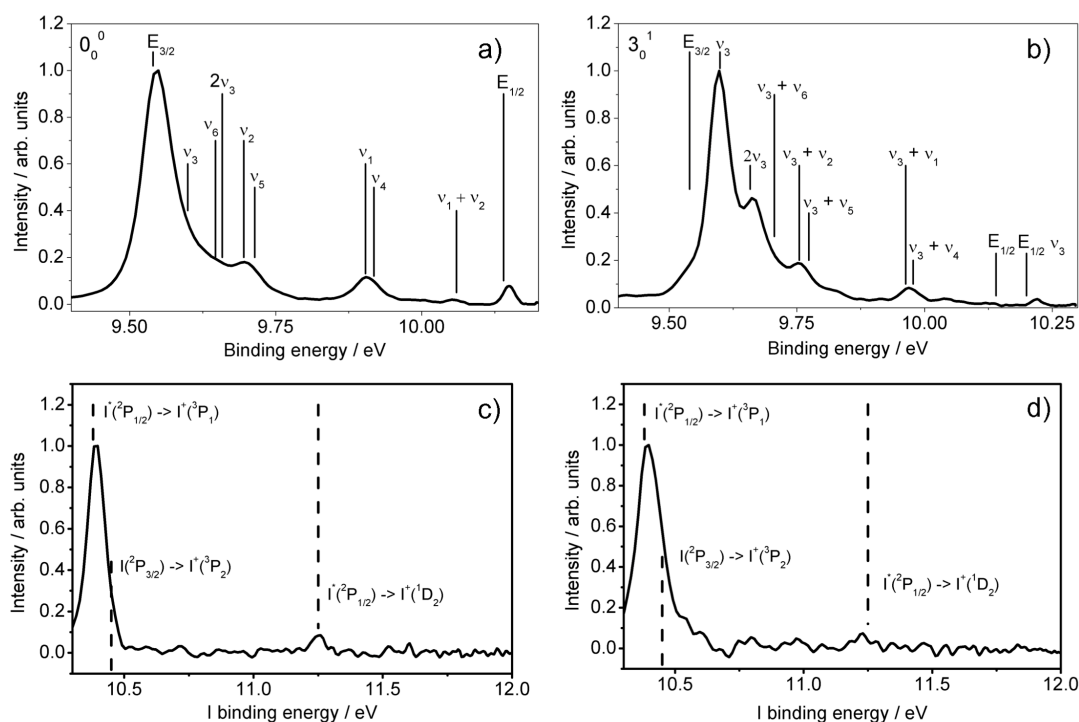 a)
0₀⁰
E₃/₂
ν₃
ν₆
2ν₃
ν₂
ν₅
ν₁
ν₄
ν₁ + ν₂
E₁/₂
Intensity / arb. units
1.2
1.0
0.8
0.6
0.4
0.2
0.0
9.50
9.75
10.00
Binding energy / eV
b)
3₀¹
E₃/₂
ν₃
ν₃ + ν₆
2ν₃
ν₃ + ν₂
ν₃ + ν₅
ν₃ + ν₁
ν₃ + ν₄
E₁/₂
E₁/₂ ν₃
Intensity / arb. units
1.2
1.0
0.8
0.6
0.4
0.2
0.0
9.50
9.75
10.00
10.25
Binding energy / eV
c)
I*(²P₁/₂) -> I⁺(³P₁)
I(²P₃/₂) -> I⁺(³P₂)
I*(²P₁/₂) -> I⁺(¹D₂)
Intensity / arb. units
1.2
1.0
0.8
0.6
0.4
0.2
0.0
10.5
11.0
11.5
12.0
I binding energy / eV
d)
I*(²P₁/₂) -> I⁺(³P₁)
I(²P₃/₂) -> I⁺(³P₂)
I*(²P₁/₂) -> I⁺(¹D₂)
Intensity / arb. units
1.2
1.0
0.8
0.6
0.4
0.2
0.0
10.5
11.0
11.5
12.0
I binding energy / eV